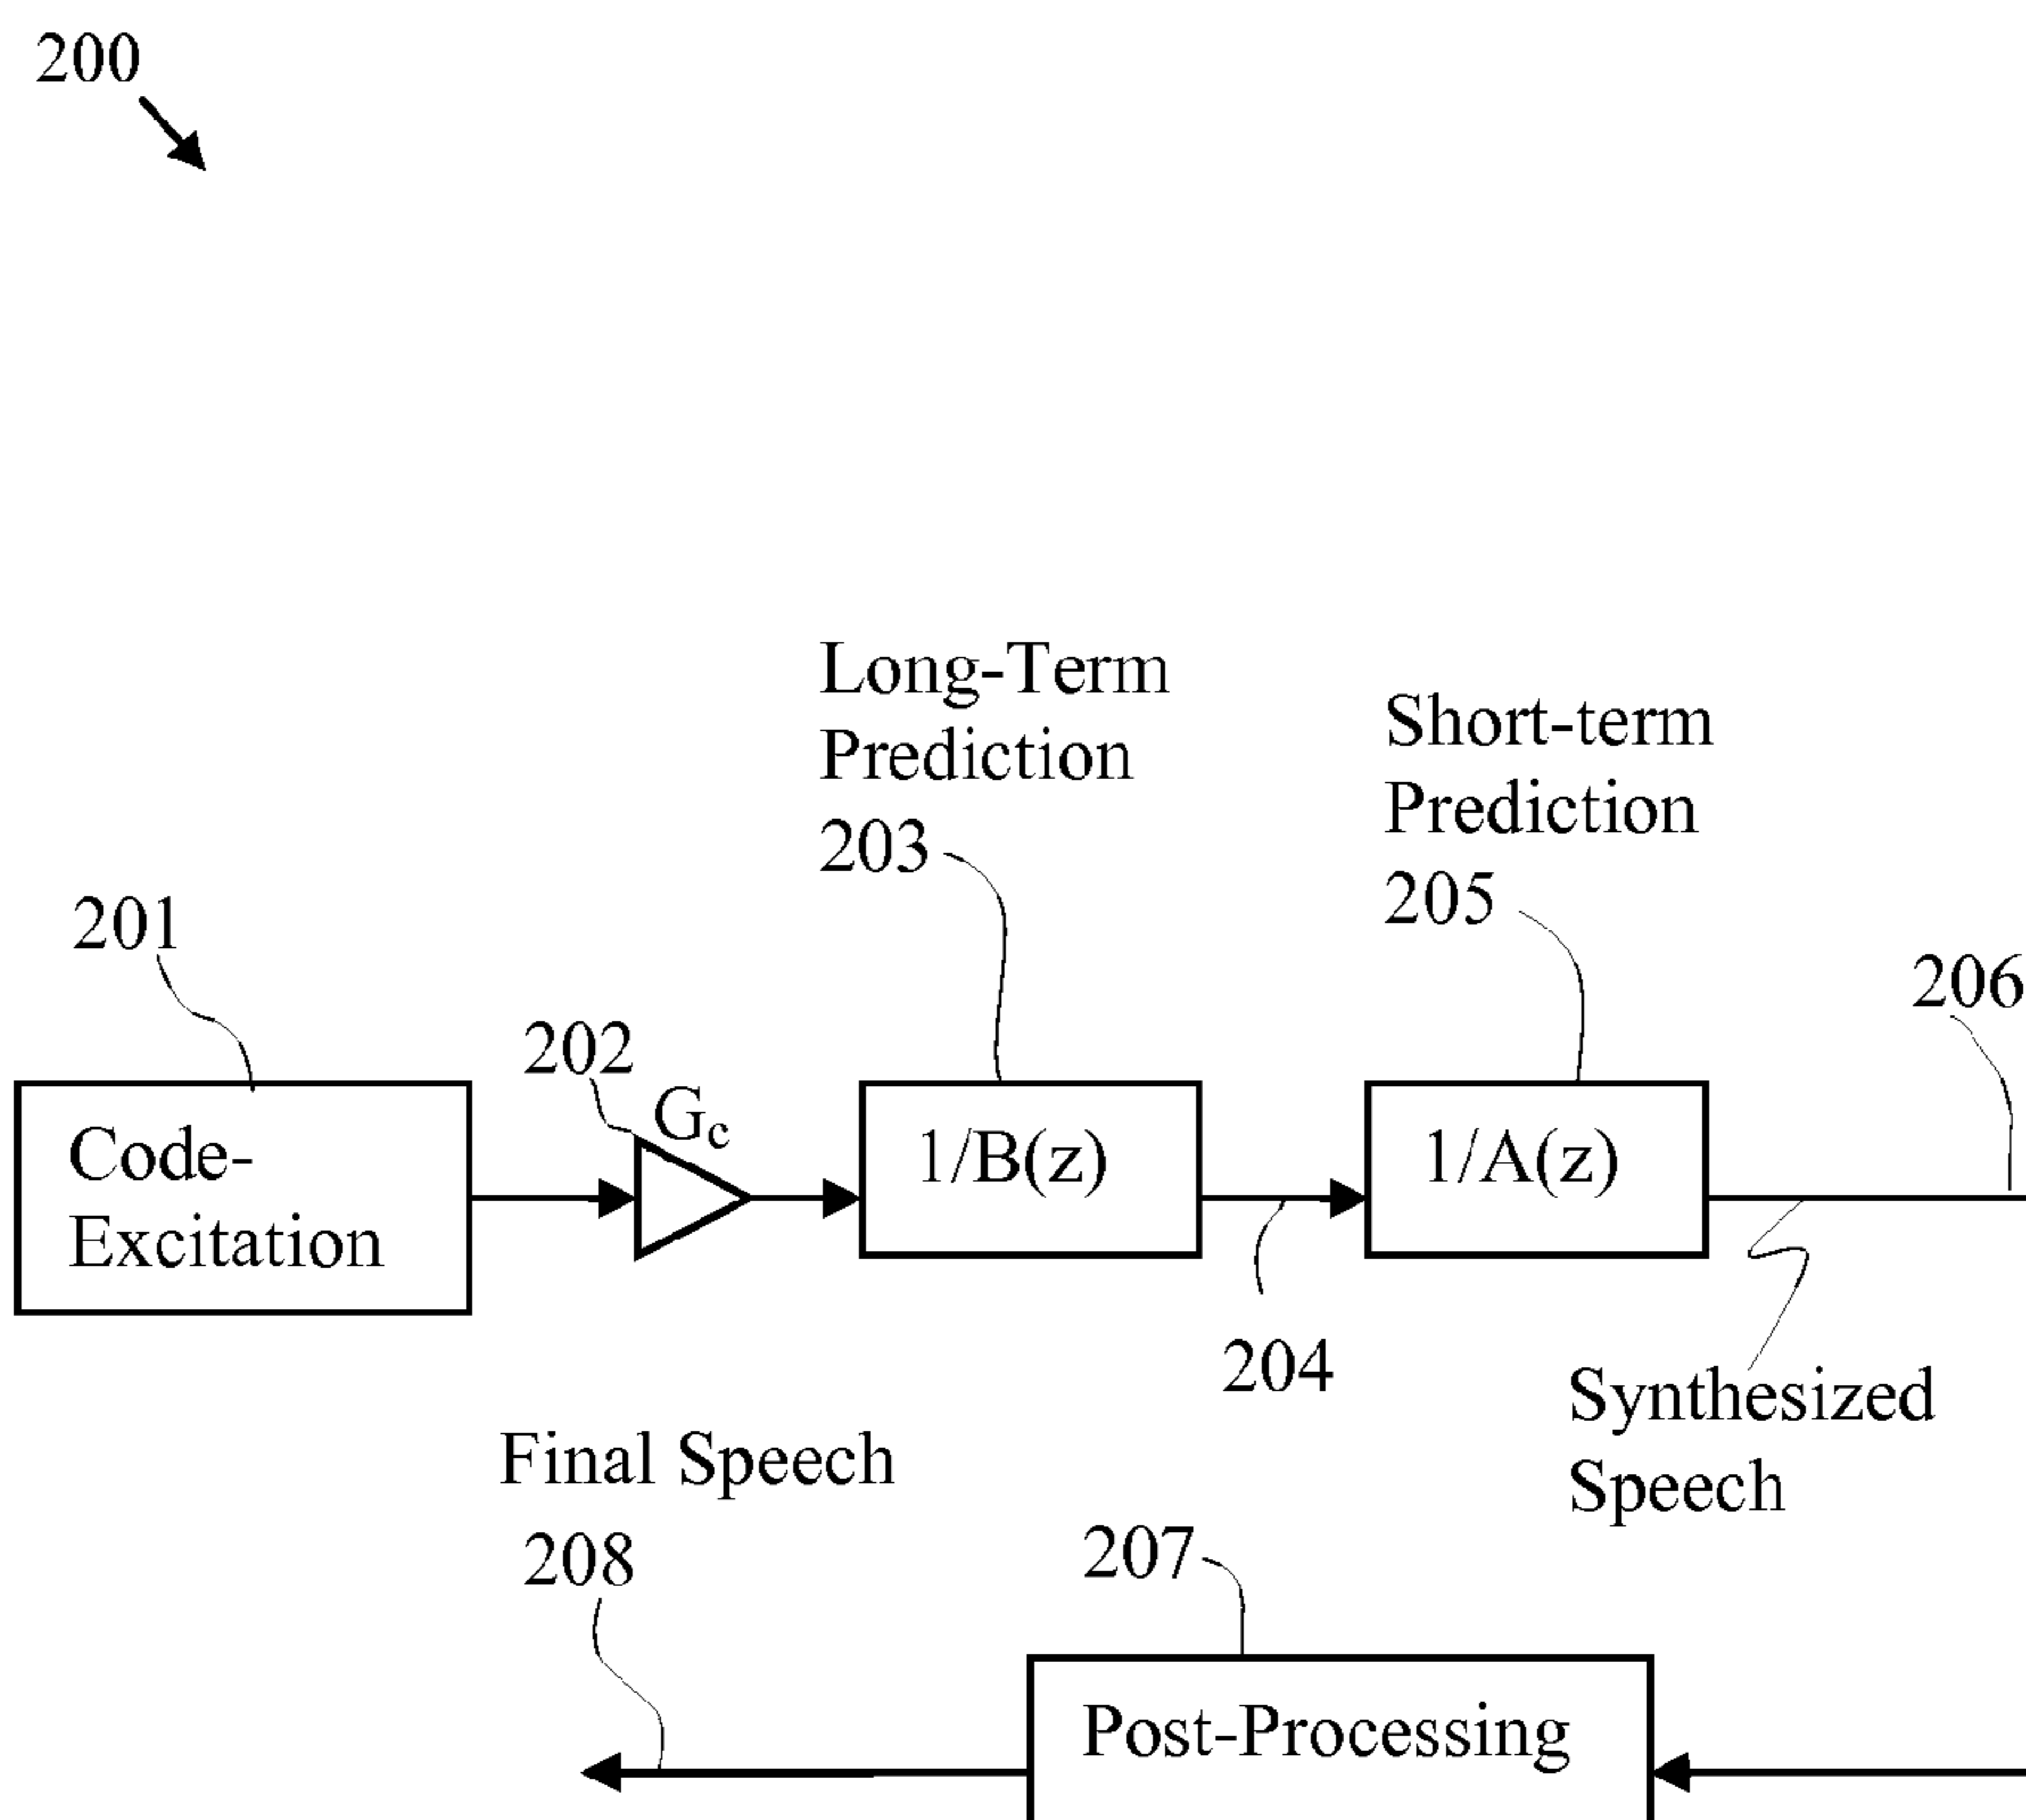 200
Long-Term
Prediction
203
Short-term
Prediction
205
201
202
206
Gc
Code-
Excitation
1/B(z)
1/A(z)
204
Synthesized
Speech
Final Speech
208
207
Post-Processing